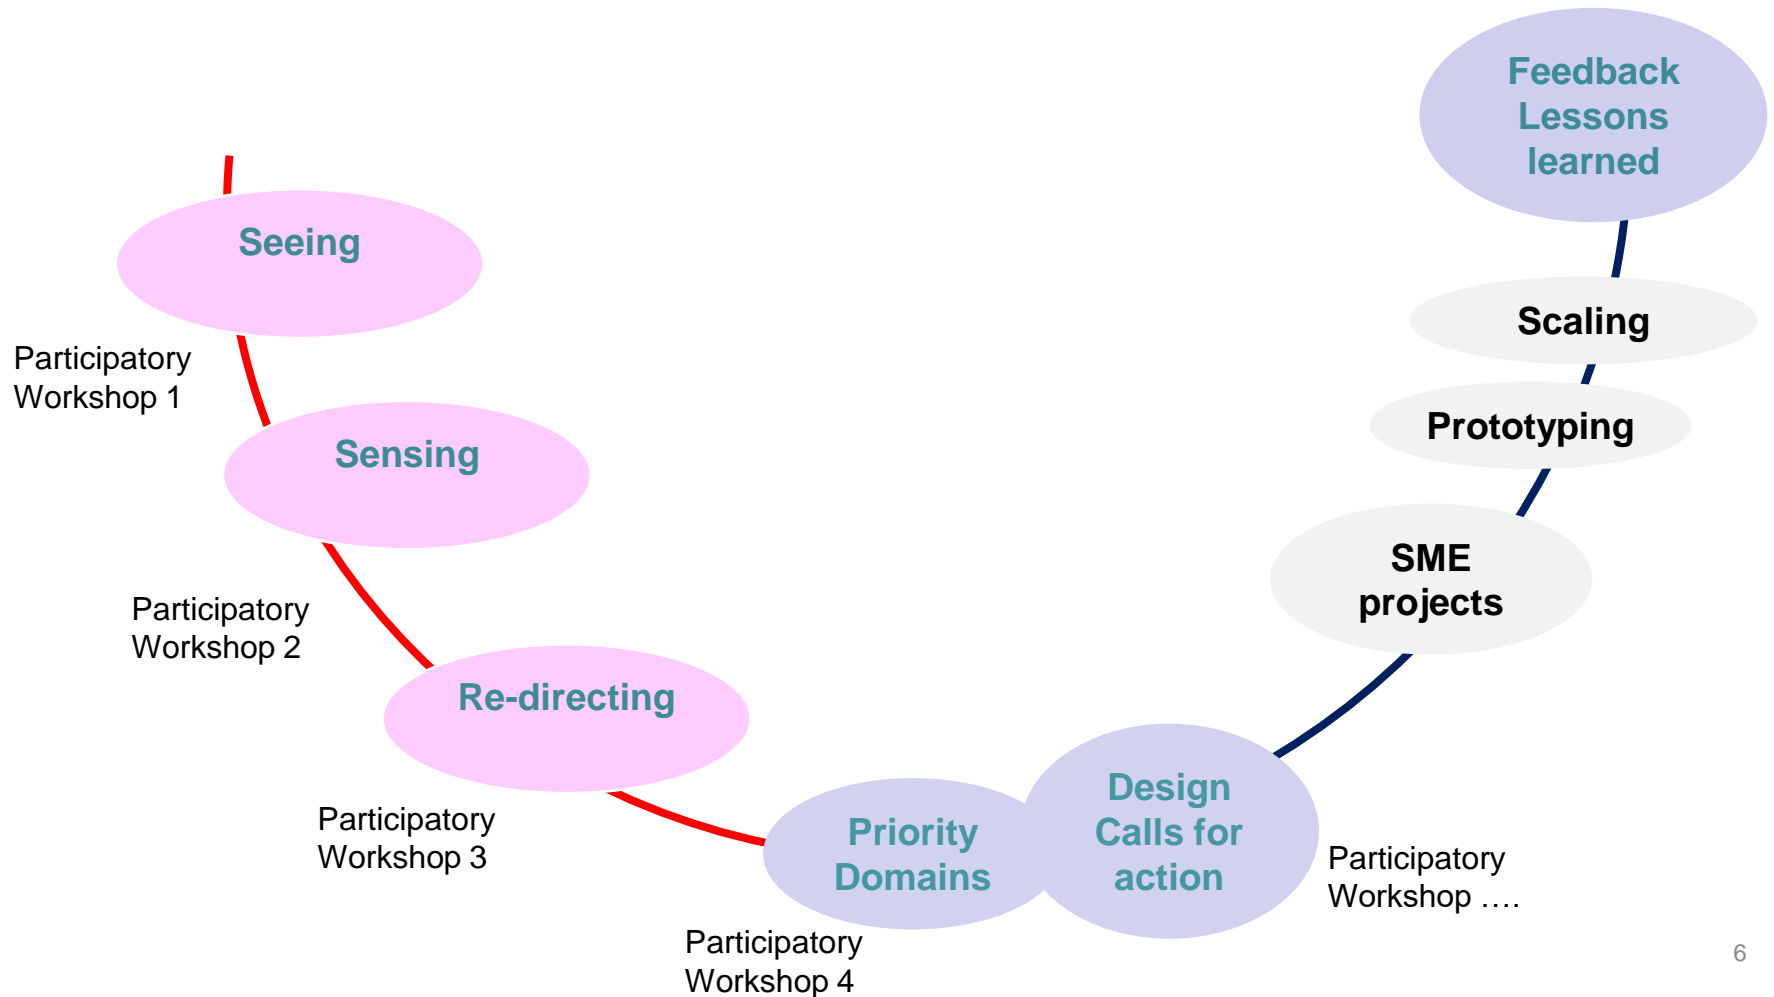 Seeing
Participatory
Workshop 1
Sensing
Participatory
Workshop 2
Re-directing
Participatory
Workshop 3
Priority
Domains
Participatory
Workshop 4
Design
Calls for
action
Participatory
Workshop ....
SME
projects
Prototyping
Scaling
Feedback
Lessons
learned
6